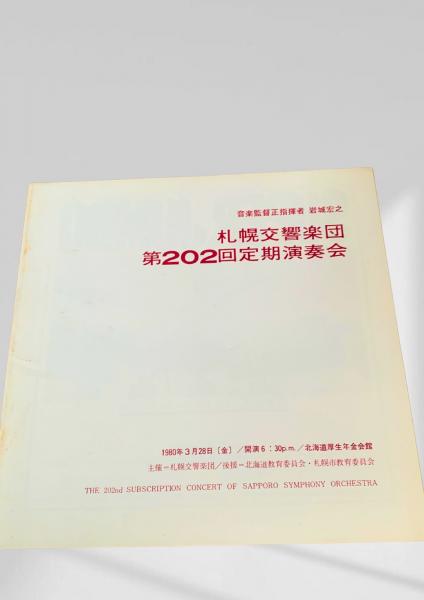 音楽監督正指揮者 岩城宏之
札幌交響楽団
第202回定期演奏会
1980年3月28日〔金〕／開演6：30p.m.／北海道厚生年金会館
主催＝札幌交響楽団／後援＝北海道教育委員会・札幌市教育委員会
THE 202nd SUBSCRIPTION CONCERT OF SAPPORO SYMPHONY ORCHESTRA